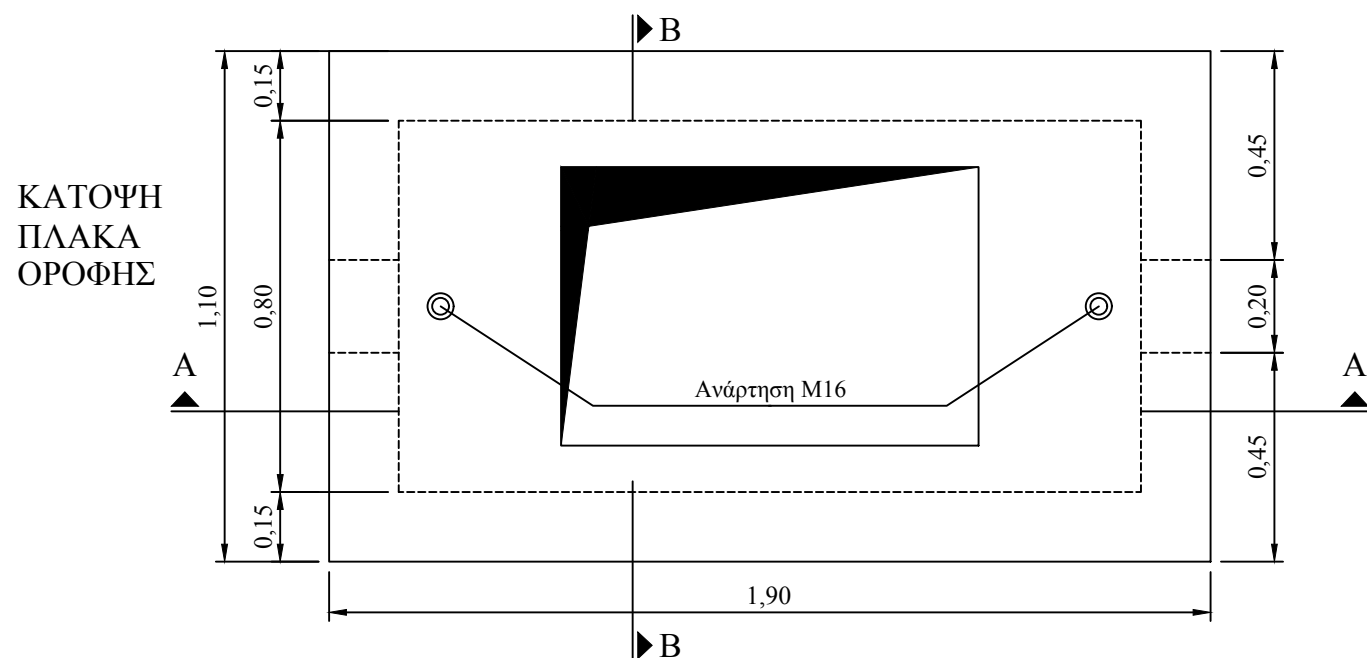 B
0,15
0,45
ΚΑΤΟΨΗ
ΠΛΑΚΑ
ΟΡΟΦΗΣ
1,10
0,80
0,20
A
A
Ανάρτηση Μ16
0,45
0,15
1,90
B